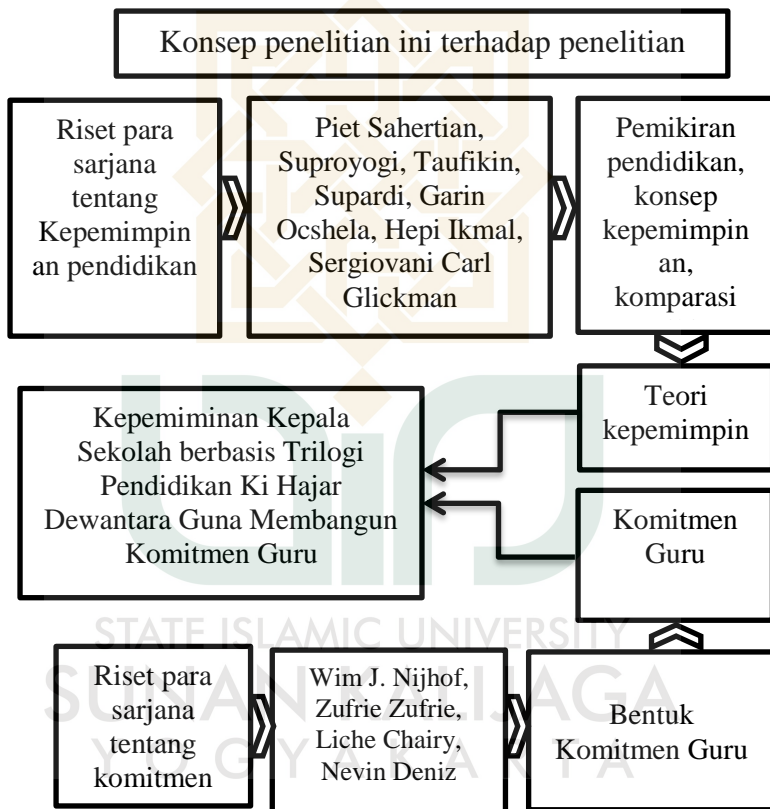 Konsep penelitian ini terhadap penelitian
Riset para
sarjana
tentang
Kepemimpin
an pendidikan
Piet Sahertian,
Suproyogi, Taufikin,
Supardi, Garin
Ocshela, Hepi Ikmal,
Sergiovani Carl
Glickman
Pemikiran
pendidikan,
konsep
kepemimpin
an,
komparasi
Teori
kepemimpin
Kepemiminan Kepala
Sekolah berbasis Trilogi
Pendidikan Ki Hajar
Dewantara Guna Membangun
Komitmen Guru
Komitmen
Guru
Riset para
sarjana
tentang
komitmen
Wim J. Nijhof,
Zufrie Zufrie,
Liche Chairy,
Nevin Deniz
Bentuk
Komitmen Guru
STATE ISLAMIC UNIVERSITY
SUNAN KALIJAGA
YOGYAKARTA